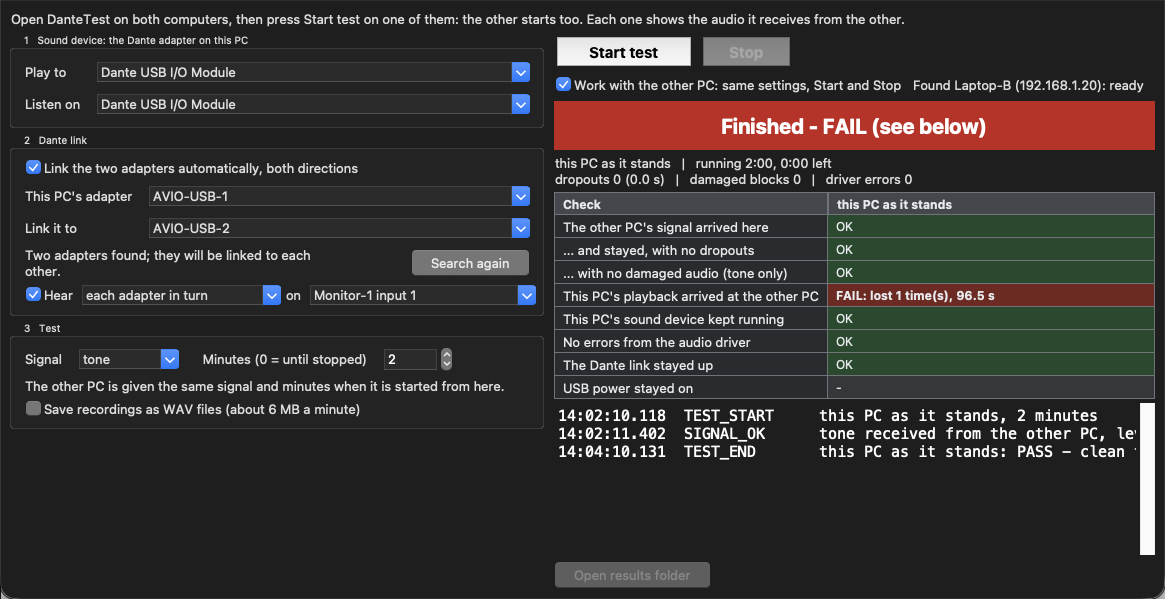 Open DanteTest on both computers, then press Start test on one of them: the other starts too. Each one shows the audio it receives from the other.
1 Sound device: the Dante adapter on this PC
Play to Dante USB I/O Module
Listen on Dante USB I/O Module
2 Dante link
Link the two adapters automatically, both directions
This PC's adapter AVIO-USB-1
Link it to AVIO-USB-2
Two adapters found; they will be linked to each
other.
Search again
Hear each adapter in turn on Monitor-1 input 1
3 Test
Signal tone Minutes (0 = until stopped) 2
The other PC is given the same signal and minutes when it is started from here.
Save recordings as WAV files (about 6 MB a minute)
Start test Stop
Work with the other PC: same settings, Start and Stop Found Laptop-B (192.168.1.20): ready
Finished - FAIL (see below)
this PC as it stands | running 2:00, 0:00 left
dropouts 0 (0.0 s) | damaged blocks 0 | driver errors 0
Check this PC as it stands
The other PC's signal arrived here OK
... and stayed, with no dropouts OK
... with no damaged audio (tone only) OK
This PC's playback arrived at the other PC FAIL: lost 1 time(s), 96.5 s
This PC's sound device kept running OK
No errors from the audio driver OK
The Dante link stayed up OK
USB power stayed on -
14:02:10.118 TEST_START this PC as it stands, 2 minutes
14:02:11.402 SIGNAL_OK tone received from the other PC,
14:04:10.131 TEST_END this PC as it stands: PASS – clean
Open results folder